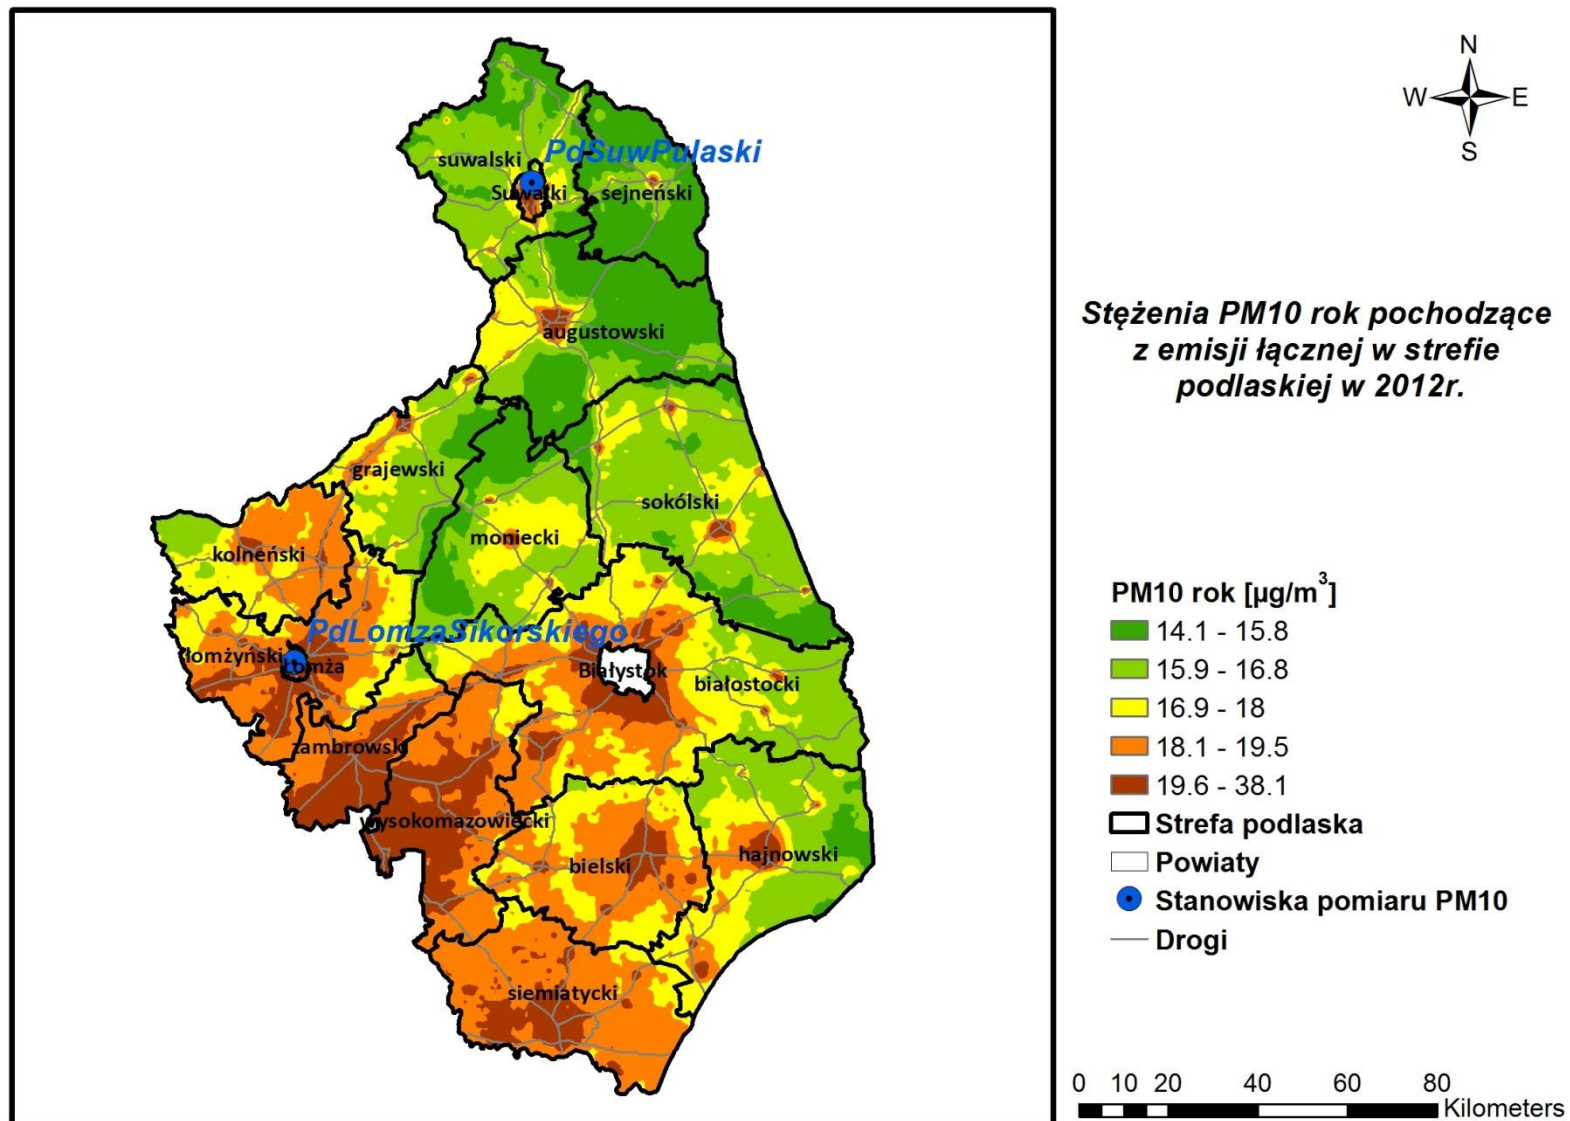 PdSuwPulaski
suwalski
Suwałki
sejneński
augustowski
grajewski
sokólski
moniecki
kolneński
PdLomzaSikorskiego
łomżyński
Łomża
Białystok
białostocki
zambrowski
wysokomazowiecki
bielski
hajnowski
siemiatycki
N
W
E
S
Stężenia PM10 rok pochodzące
z emisji łącznej w strefie
podlaskiej w 2012r.
PM10 rok [µg/m³]
14.1 - 15.8
15.9 - 16.8
16.9 - 18
18.1 - 19.5
19.6 - 38.1
Strefa podlaska
Powiaty
Stanowiska pomiaru PM10
Drogi
0 10 20 40 60 80
Kilometers